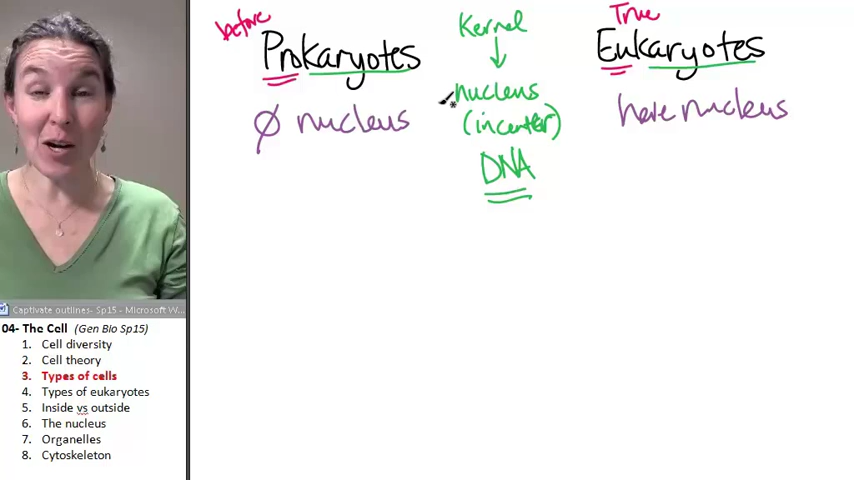 before
Prokaryotes
Kernel
True
Eukaryotes
Ø nucleus
nucleus
(in center)
DNA
have nucleus
Captivate outlines- Sp15 - Microsoft W...
04- The Cell (Gen Bio Sp15)
1. Cell diversity
2. Cell theory
3. Types of cells
4. Types of eukaryotes
5. Inside vs outside
6. The nucleus
7. Organelles
8. Cytoskeleton